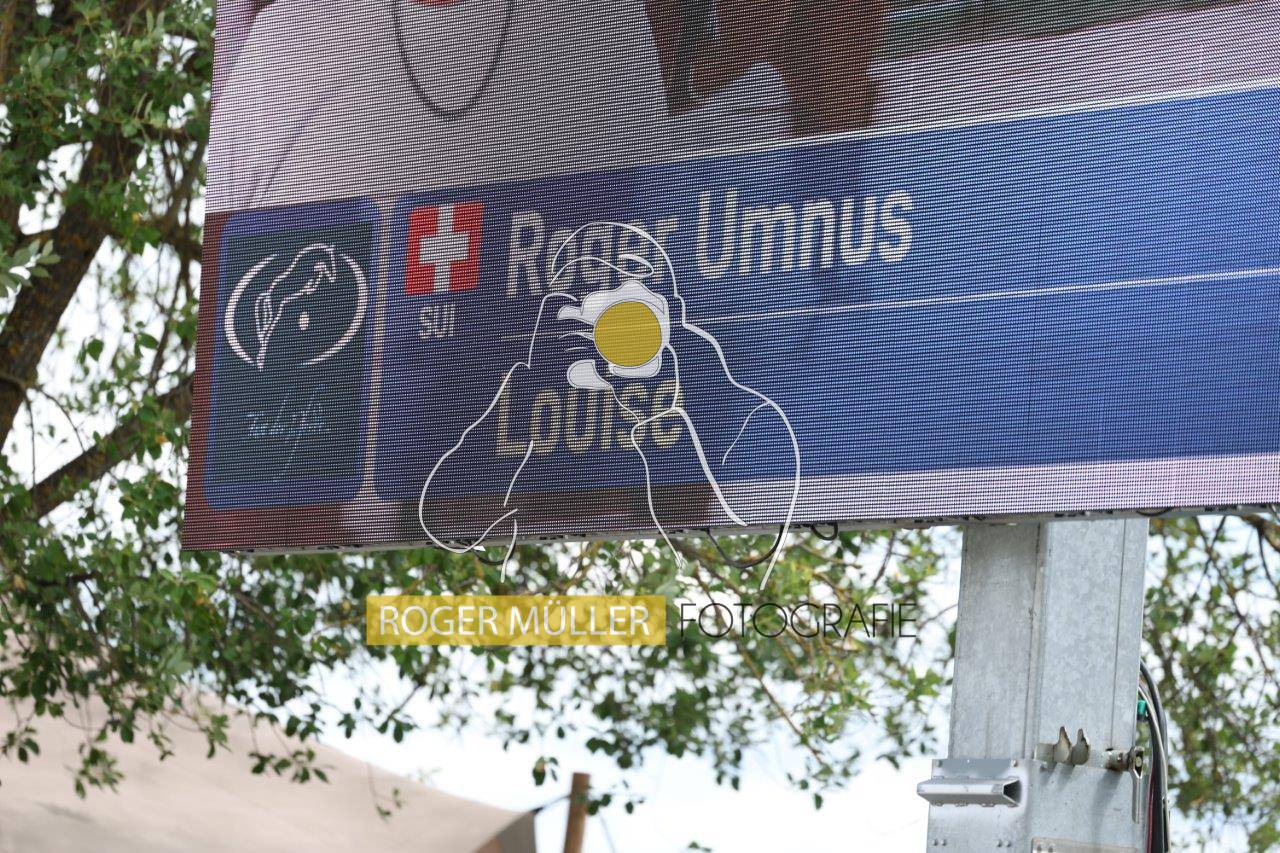 Roger Umnus
SUI
Louise
ROGER MÜLLER FOTOGRAFIE